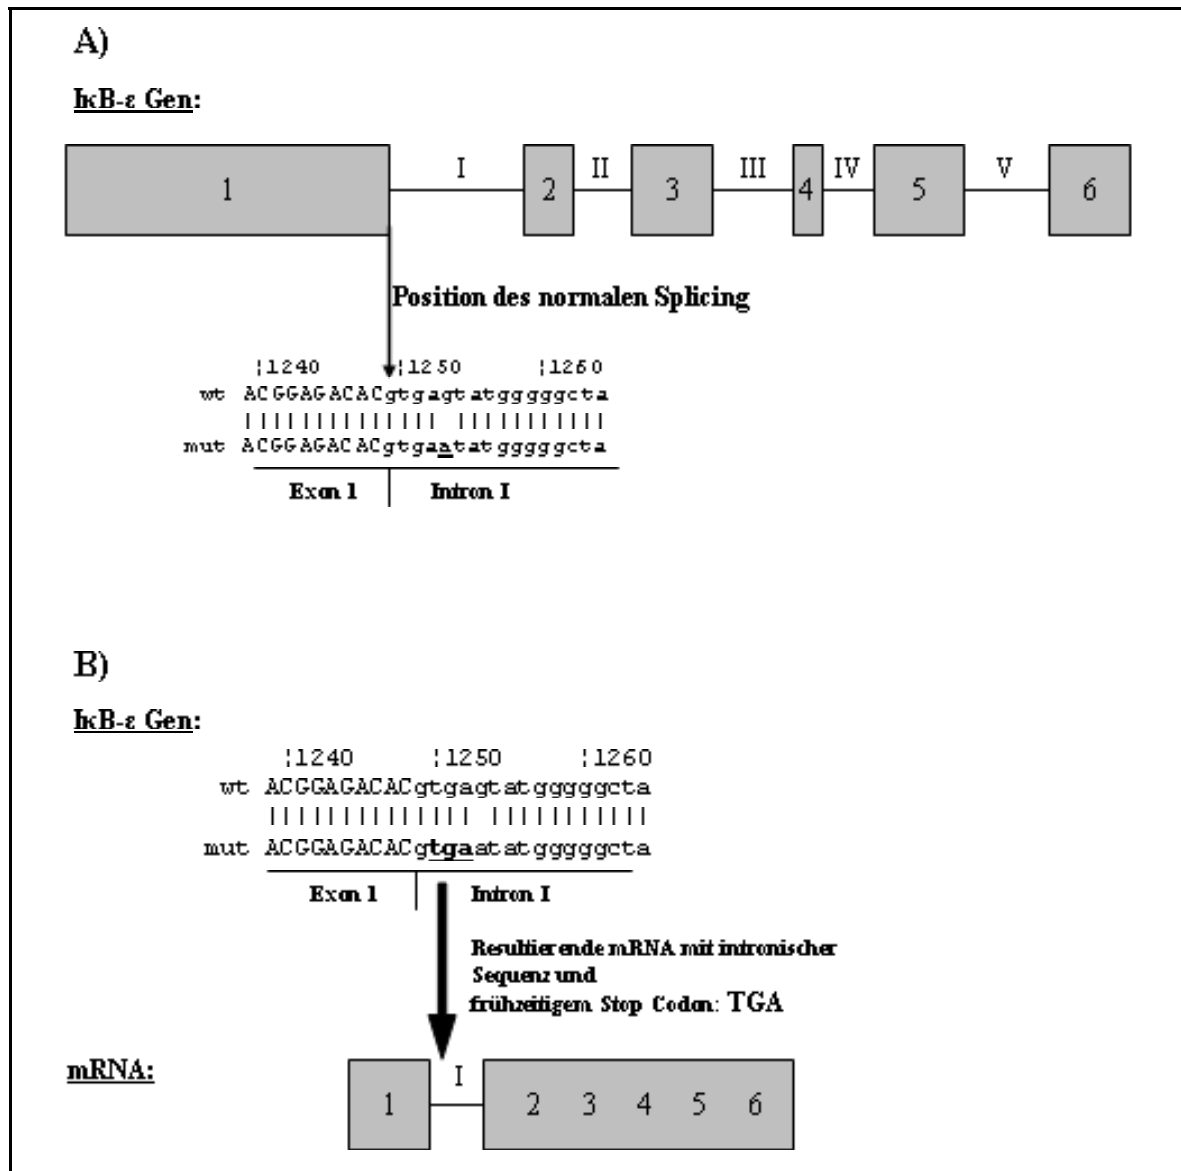 A)
IκB-ε Gen:
1 I 2 II 3 III 4 IV 5 V 6
Position des normalen Splicing
¦1240 ¦1250 ¦1260
wt ACGGAGACACgtgagtatgggggcta
|||||||||||||| |||||||||||
mut ACGGAGACACgtgaatatgggggcta
Exon 1 | Intron I
B)
IκB-ε Gen:
¦1240 ¦1250 ¦1260
wt ACGGAGACACgtgagtatgggggcta
|||||||||||||| |||||||||||
mut ACGGAGACACgtgaatatgggggcta
Exon 1 | Intron I
Resultierende mRNA mit intronischer
Sequenz und
frühzeitigem Stop Codon: TGA
mRNA:
1 I 2 3 4 5 6